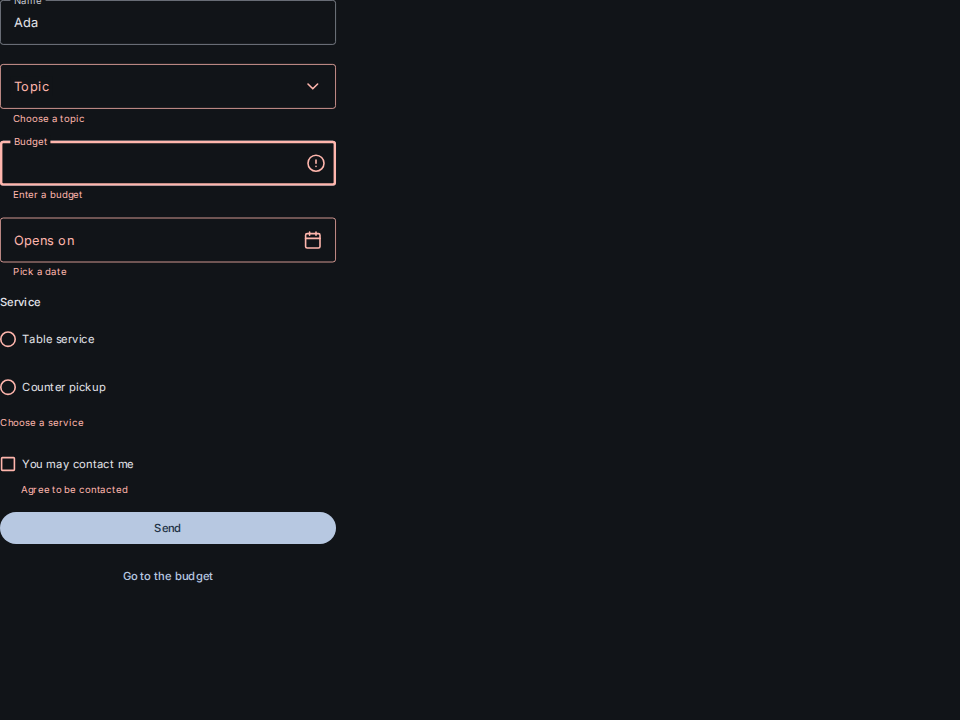 Name
Ada
Topic
Choose a topic
Budget
Enter a budget
Opens on
Pick a date
Service
Table service
Counter pickup
Choose a service
You may contact me
Agree to be contacted
Send
Go to the budget